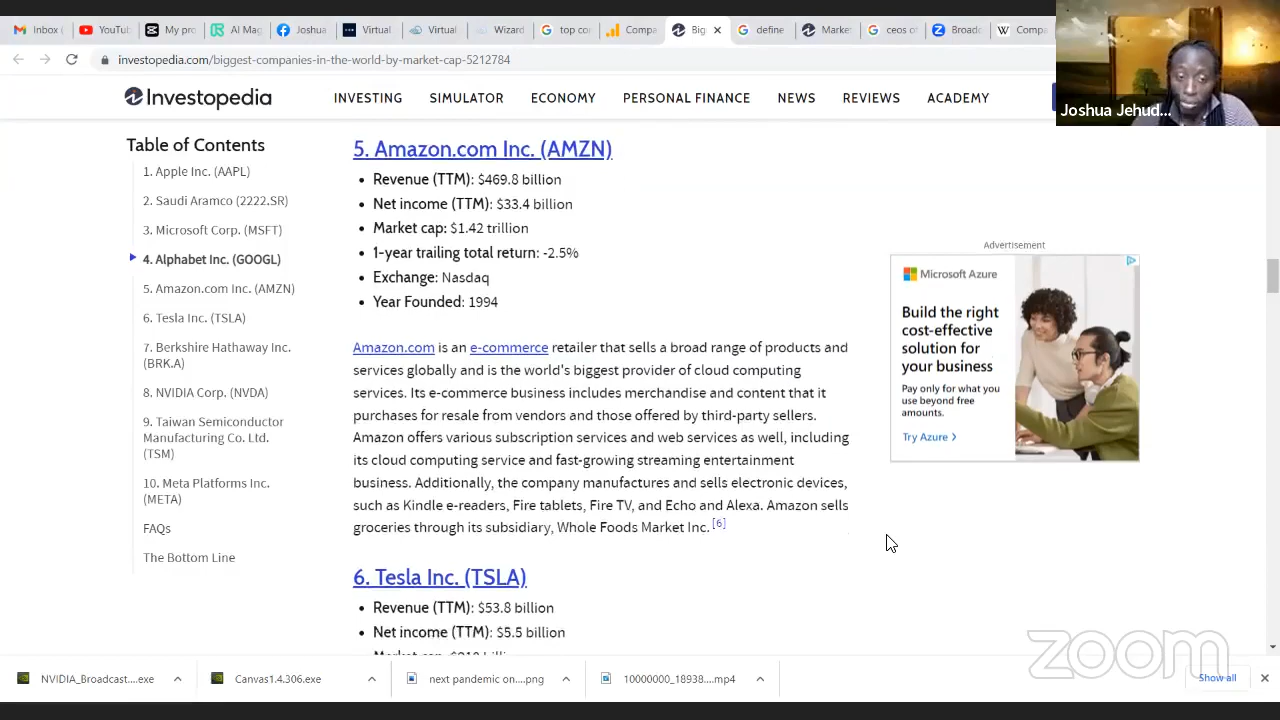 Inbox (
YouTub
My pro
AI Mag
Joshua
Virtual
Virtual
Wizard
top co
Compa
Big
define
Market
ceos of
Broadc
Comp
investopedia.com/biggest-companies-in-the-world-by-market-cap-5212784
Joshua Jehud...
Investopedia
INVESTING
SIMULATOR
ECONOMY
PERSONAL FINANCE
NEWS
REVIEWS
ACADEMY
Table of Contents
1. Apple Inc. (AAPL)
2. Saudi Aramco (2222.SR)
3. Microsoft Corp. (MSFT)
4. Alphabet Inc. (GOOGL)
5. Amazon.com Inc. (AMZN)
6. Tesla Inc. (TSLA)
7. Berkshire Hathaway Inc.
(BRK.A)
8. NVIDIA Corp. (NVDA)
9. Taiwan Semiconductor
Manufacturing Co. Ltd.
(TSM)
10. Meta Platforms Inc.
(META)
FAQs
The Bottom Line
5. Amazon.com Inc. (AMZN)
Revenue (TTM): $469.8 billion
Net income (TTM): $33.4 billion
Market cap: $1.42 trillion
1-year trailing total return: -2.5%
Exchange: Nasdaq
Year Founded: 1994
Amazon.com is an e-commerce retailer that sells a broad range of products and
services globally and is the world's biggest provider of cloud computing
services. Its e-commerce business includes merchandise and content that it
purchases for resale from vendors and those offered by third-party sellers.
Amazon offers various subscription services and web services as well, including
its cloud computing service and fast-growing streaming entertainment
business. Additionally, the company manufactures and sells electronic devices,
such as Kindle e-readers, Fire tablets, Fire TV, and Echo and Alexa. Amazon sells
groceries through its subsidiary, Whole Foods Market Inc. [6]
6. Tesla Inc. (TSLA)
Revenue (TTM): $53.8 billion
Net income (TTM): $5.5 billion
Advertisement
Microsoft Azure
Build the right
cost-effective
solution for
your business
Pay only for what you
use beyond free
amounts.
Try Azure >
zoom
NVIDIA_Broadcast....exe
Canvas1.4.306.exe
next pandemic on....png
10000000_18938....mp4
Show all